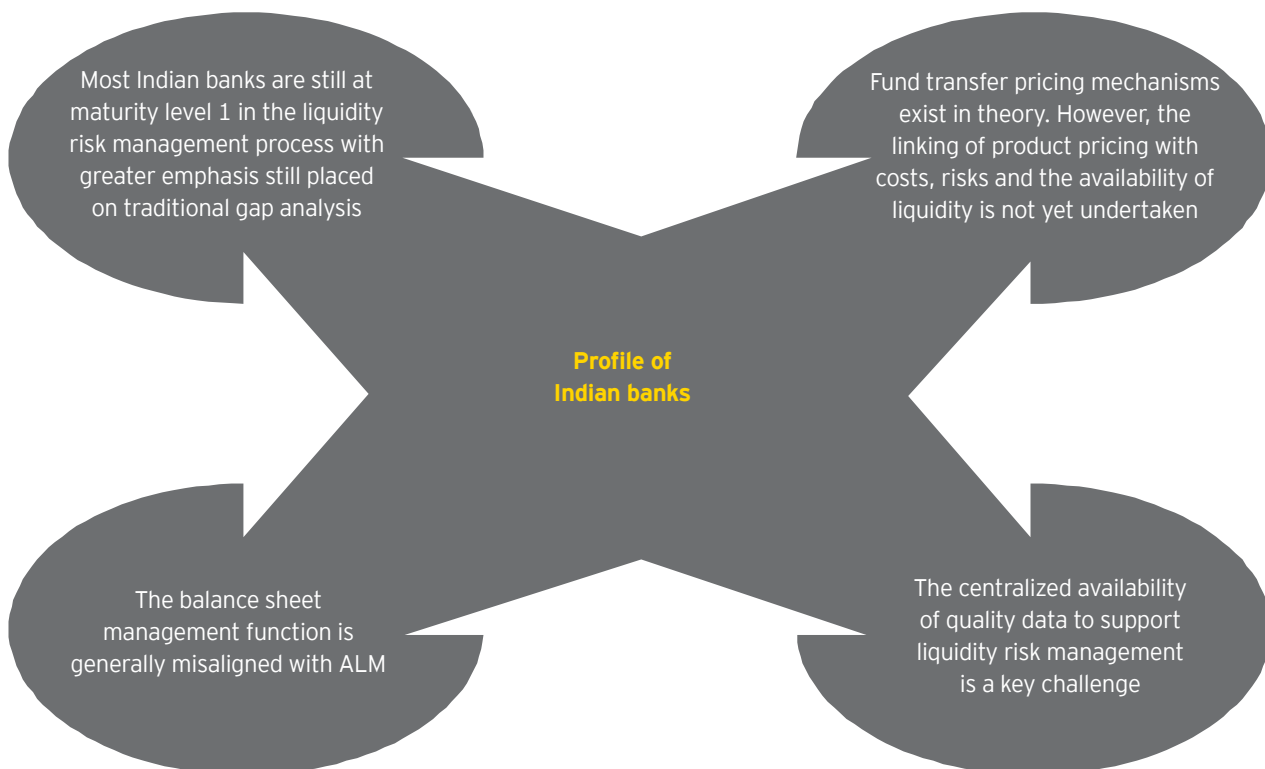 Most Indian banks are still at
maturity level 1 in the liquidity
risk management process with
greater emphasis still placed
on traditional gap analysis
Fund transfer pricing mechanisms
exist in theory. However, the
linking of product pricing with
costs, risks and the availability of
liquidity is not yet undertaken
Profile of
Indian banks
The balance sheet
management function is
generally misaligned with ALM
The centralized availability
of quality data to support
liquidity risk management
is a key challenge